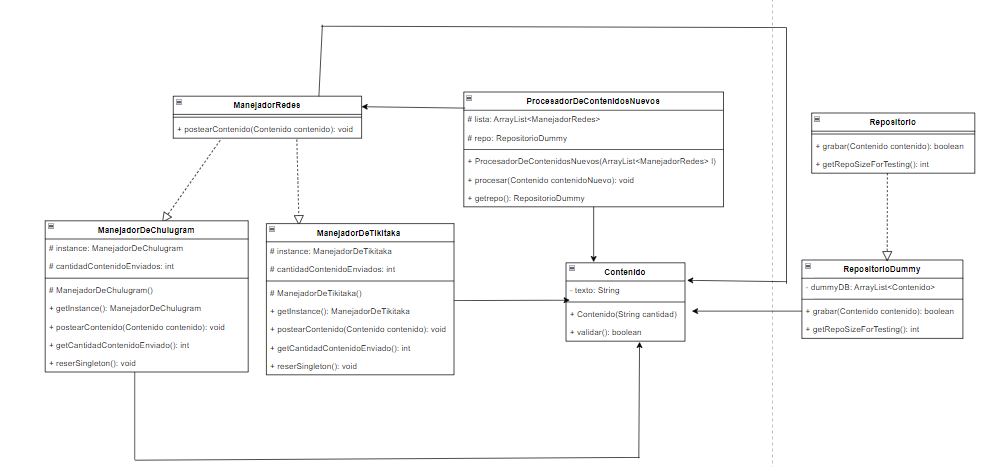 ManejadorRedes
+ postearContenido(Contenido contenido): void
ProcesadorDeContenidosNuevos
# lista: ArrayList<ManejadorRedes>
# repo: RepositorioDummy
+ ProcesadorDeContenidosNuevos(ArrayList<ManejadorRedes> l)
+ procesar(Contenido contenidoNuevo): void
+ getrepo(): RepositorioDummy
Repositorio
+ grabar(Contenido contenido): boolean
+ getRepoSizeForTesting(): int
ManejadorDeChulugram
# instance: ManejadorDeChulugram
# cantidadContenidoEnviados: int
# ManejadorDeChulugram()
+ getInstance(): ManejadorDeChulugram
+ postearContenido(Contenido contenido): void
+ getCantidadContenidoEnviado(): int
+ reserSingleton(): void
ManejadorDeTikitaka
# instance: ManejadorDeTikitaka
# cantidadContenidoEnviados: int
# ManejadorDeTikitaka()
+ getInstance(): ManejadorDeTikitaka
+ postearContenido(Contenido contenido): void
+ getCantidadContenidoEnviado(): int
+ reserSingleton(): void
Contenido
- texto: String
+ Contenido(String cantidad)
+ validar(): boolean
RepositorioDummy
- dummyDB: ArrayList<Contenido>
+ grabar(Contenido contenido): boolean
+ getRepoSizeForTesting(): int